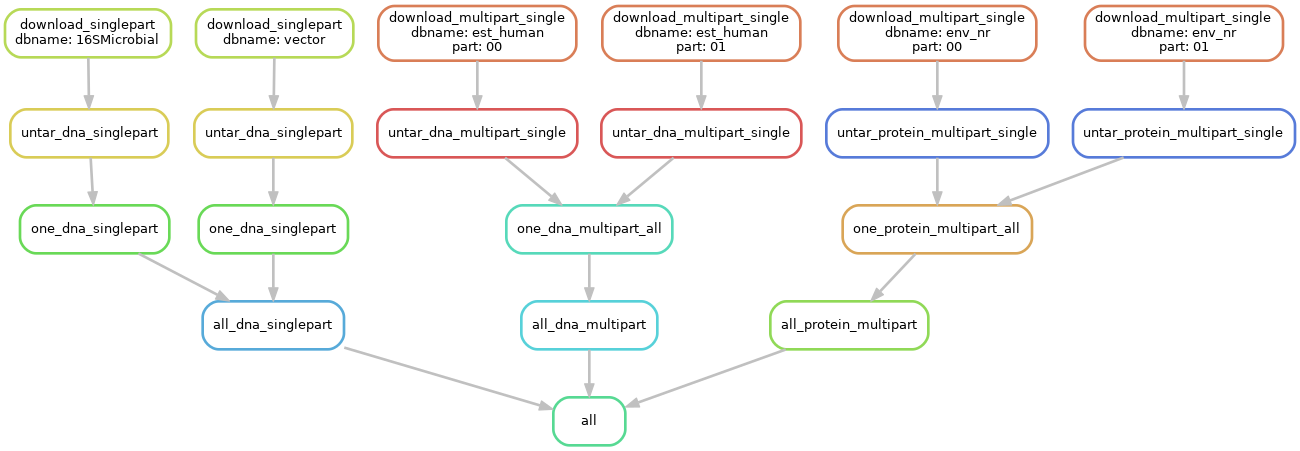 download_singlepart
dbname: 16SMicrobial
download_singlepart
dbname: vector
download_multipart_single
dbname: est_human
part: 00
download_multipart_single
dbname: est_human
part: 01
download_multipart_single
dbname: env_nr
part: 00
download_multipart_single
dbname: env_nr
part: 01
untar_dna_singlepart
untar_dna_singlepart
untar_dna_multipart_single
untar_dna_multipart_single
untar_protein_multipart_single
untar_protein_multipart_single
one_dna_singlepart
one_dna_singlepart
one_dna_multipart_all
one_protein_multipart_all
all_dna_singlepart
all_dna_multipart
all_protein_multipart
all